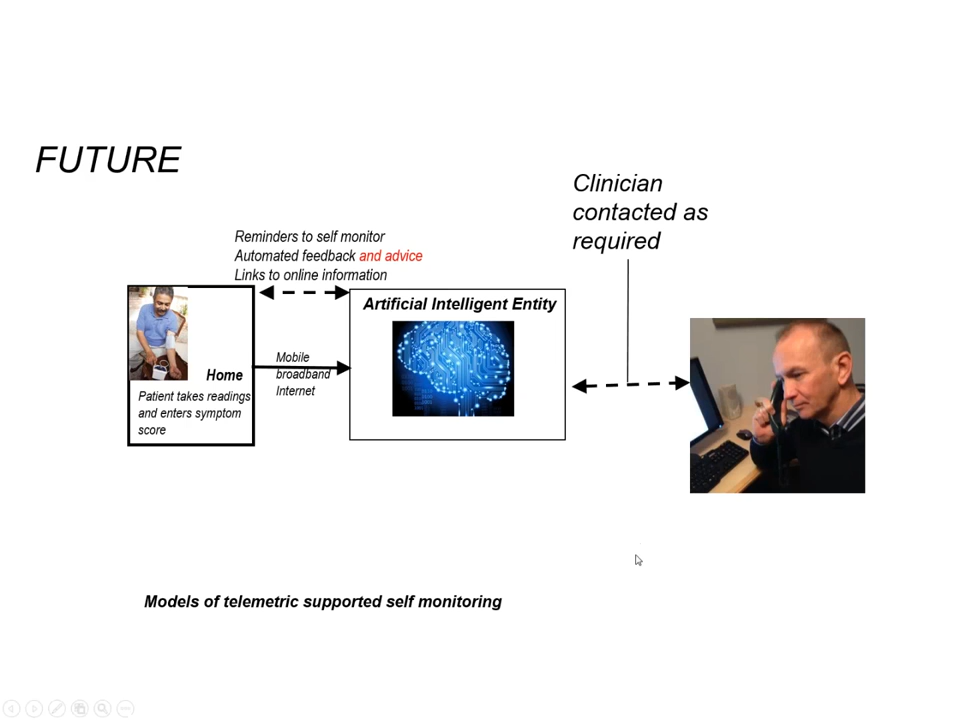 FUTURE
Clinician
contacted as
required
Reminders to self monitor
Automated feedback and advice
Links to online information
Artificial Intelligent Entity
Mobile
broadband
Internet
Home
Patient takes readings
and enters symptom
score
Models of telemetric supported self monitoring